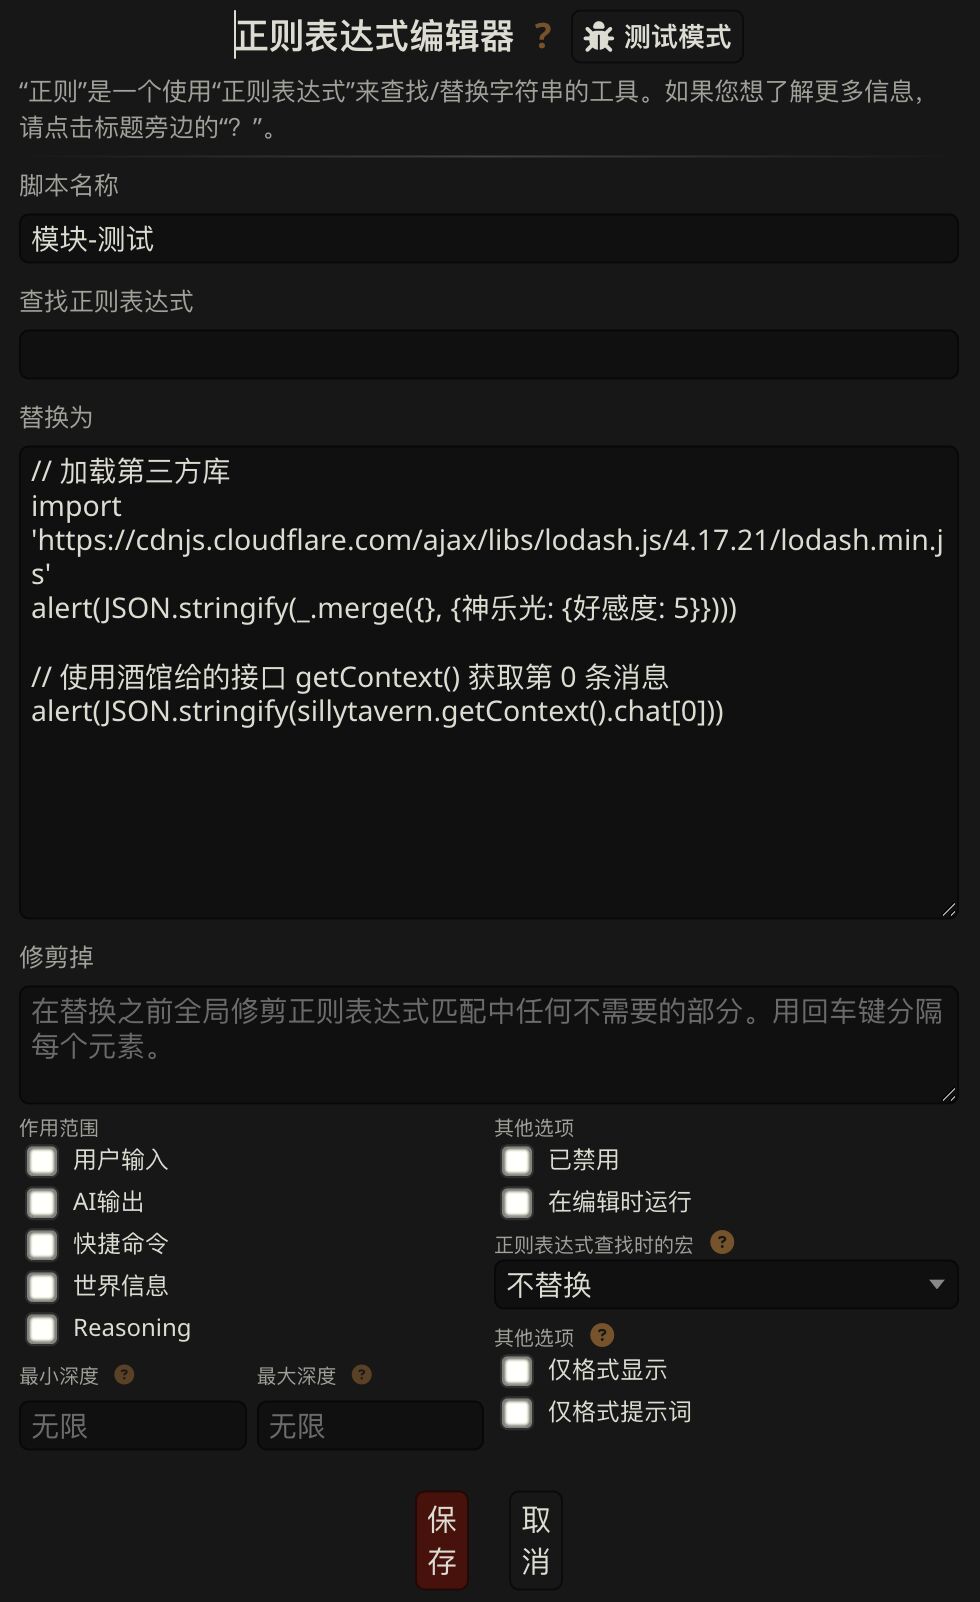 正则表达式编辑器 ? 测试模式
“正则”是一个使用“正则表达式”来查找/替换字符串的工具。如果您想了解更多信息，
请点击标题旁边的“？”。
脚本名称
模块-测试
查找正则表达式
替换为
// 加载第三方库
import
'https://cdnjs.cloudflare.com/ajax/libs/lodash.js/4.17.21/lodash.min.j
s'
alert(JSON.stringify(_.merge({}, {神乐光: {好感度: 5}})))
// 使用酒馆给的接口 getContext() 获取第 0 条消息
alert(JSON.stringify(sillytavern.getContext().chat[0]))
修剪掉
在替换之前全局修剪正则表达式匹配中任何不需要的部分。用回车键分隔
每个元素。
作用范围
用户输入
AI输出
快捷命令
世界信息
Reasoning
最小深度 ?
最大深度 ?
无限
无限
其他选项
已禁用
在编辑时运行
正则表达式查找时的宏 ?
不替换
其他选项 ?
仅格式显示
仅格式提示词
保
存
取
消